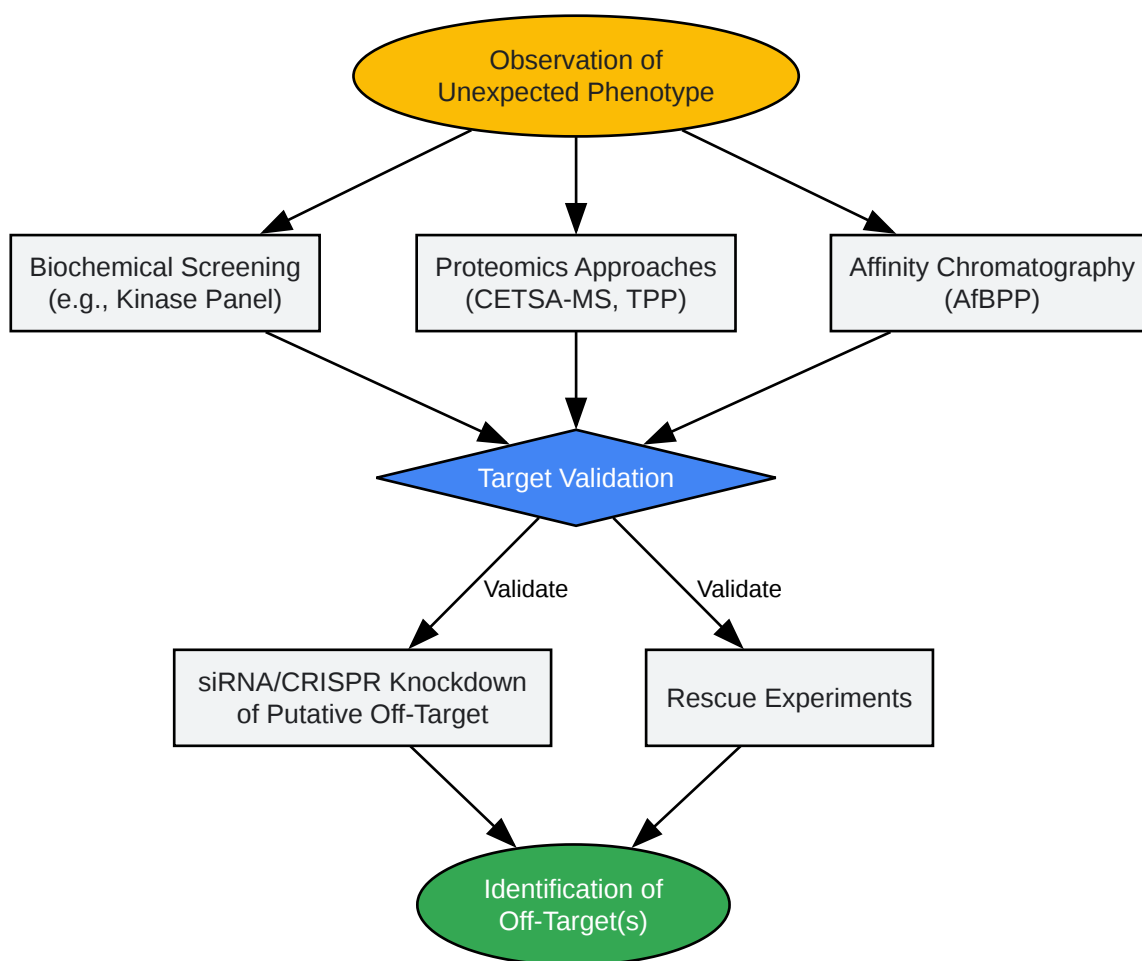 Observation of
Unexpected Phenotype
Biochemical Screening
(e.g., Kinase Panel)
Proteomics Approaches
(CETSA-MS, TPP)
Affinity Chromatography
(AfBPP)
Target Validation
Validate
Validate
siRNA/CRISPR Knockdown
of Putative Off-Target
Rescue Experiments
Identification of
Off-Target(s)